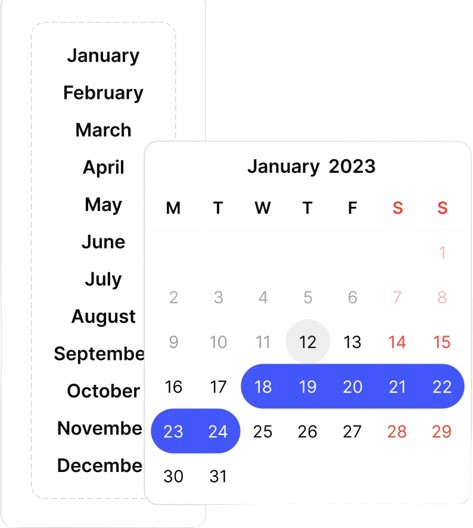 January
February
March
April
May
June
July
August
Septembe
October
Novembe
Decembe
January 2023
M T W T F S S
1
2 3 4 5 6 7 8
9 10 11 12 13 14 15
16 17 18 19 20 21 22
23 24 25 26 27 28 29
30 31